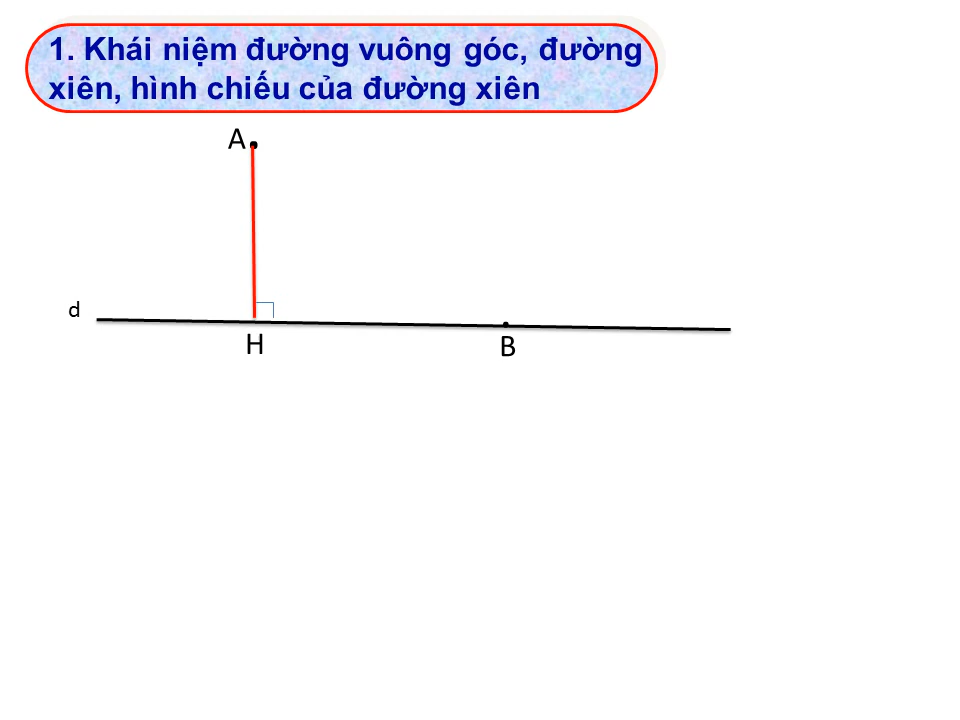 1. Khái niệm đường vuông góc, đường
xiên, hình chiếu của đường xiên
A
d
H
B